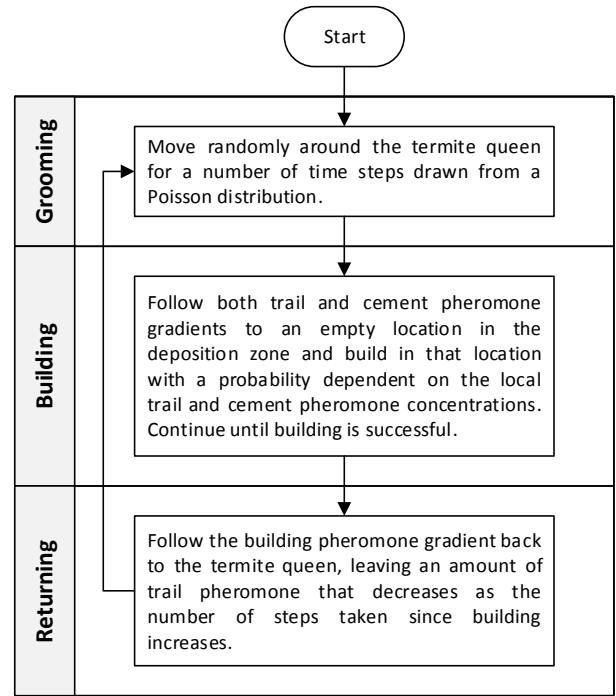 Start
Grooming
Move randomly around the termite queen
for a number of time steps drawn from a
Poisson distribution.
Building
Follow both trail and cement pheromone
gradients to an empty location in the
deposition zone and build in that location
with a probability dependent on the local
trail and cement pheromone concentrations.
Continue until building is successful.
Returning
Follow the building pheromone gradient back
to the termite queen, leaving an amount of
trail pheromone that decreases as the
number of steps taken since building
increases.